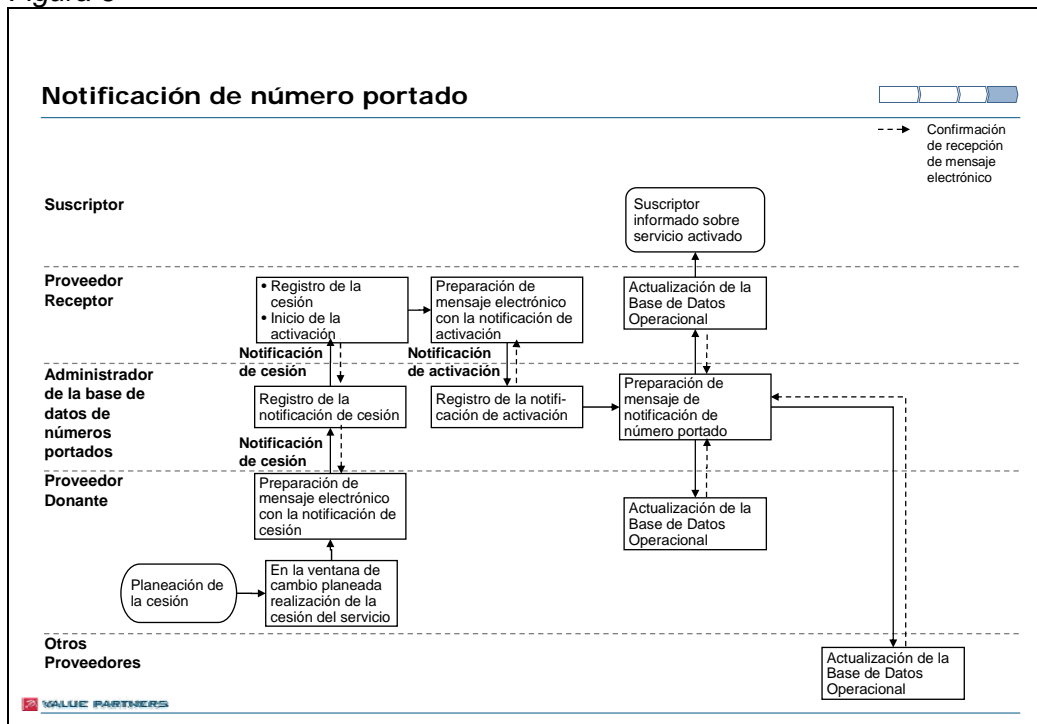 Notificación de número portado
Confirmación
de recepción
de mensaje
electrónico
Suscriptor
Suscriptor
informado sobre
servicio activado
Proveedor
Receptor
• Registro de la
cesión
• Inicio de la
activación
Preparación de
mensaje electrónico
con la notificación de
activación
Actualización de la
Base de Datos
Operacional
Notificación
de cesión
Notificación
de activación
Administrador
de la base de
datos de
números
portados
Registro de la
notificación de cesión
Registro de la notifi-
cación de activación
Preparación de
mensaje de
notificación de
número portado
Notificación
de cesión
Proveedor
Donante
Preparación de
mensaje electrónico
con la notificación de
cesión
Actualización de la
Base de Datos
Operacional
Planeación de
la cesión
En la ventana de
cambio planeada
realización de la
cesión del servicio
Otros
Proveedores
Actualización de la
Base de Datos
Operacional
VALUE PARTNERS